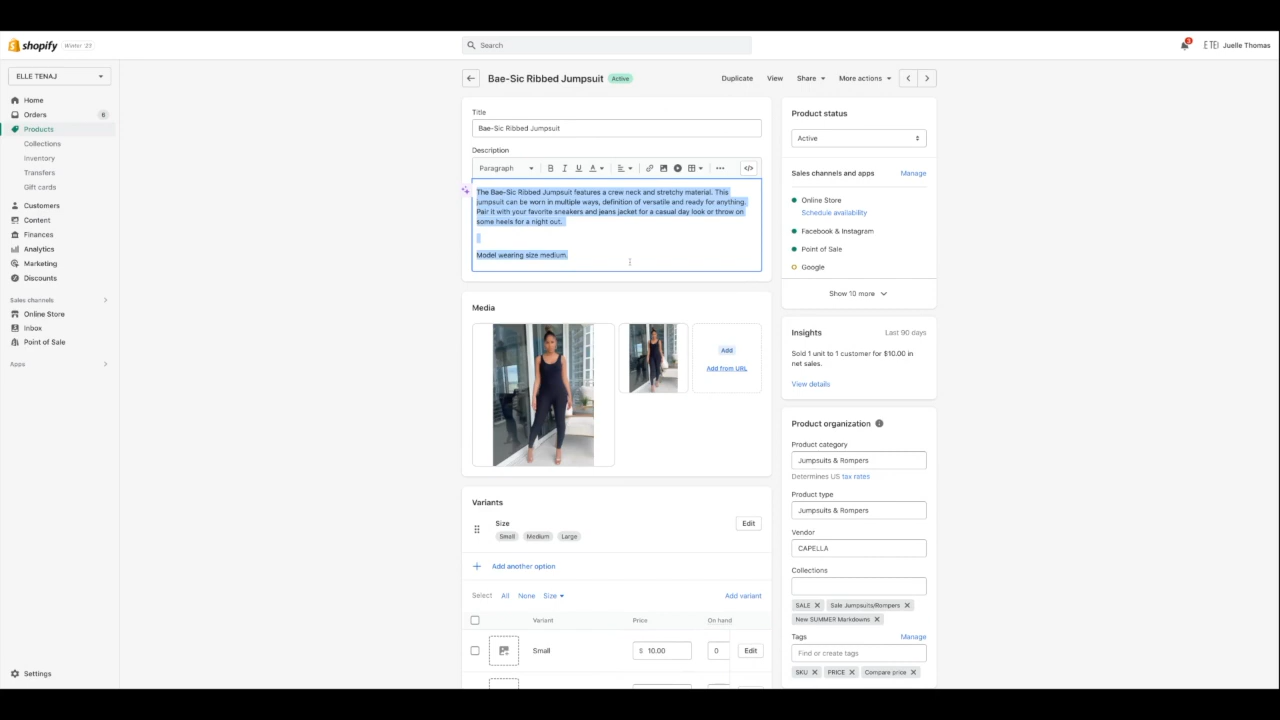 shopify Winter '23
Search
3
ETEI Juelle Thomas
ELLE TENAJ
Home
Orders 6
Products
Collections
Inventory
Transfers
Gift cards
Customers
Content
Finances
Analytics
Marketing
Discounts
Sales channels
Online Store
Inbox
Point of Sale
Apps
Settings
Bae-Sic Ribbed Jumpsuit Active
Duplicate View Share More actions
Title
Bae-Sic Ribbed Jumpsuit
Description
Paragraph B I U A </>
The Bae-Sic Ribbed Jumpsuit features a crew neck and stretchy material. This
jumpsuit can be worn in multiple ways, definition of versatile and ready for anything.
Pair it with your favorite sneakers and jeans jacket for a casual day look or throw on
some heels for a night out.
Model wearing size medium.
Media
Add
Add from URL
Variants
Size Edit
Small Medium Large
Add another option
Select All None Size Add variant
Variant Price On hand
Small $ 10.00 0 Edit
Product status
Active
Sales channels and apps Manage
Online Store
Schedule availability
Facebook & Instagram
Point of Sale
Google
Show 10 more
Insights Last 90 days
Sold 1 unit to 1 customer for $10.00 in
net sales.
View details
Product organization
Product category
Jumpsuits & Rompers
Determines US tax rates
Product type
Jumpsuits & Rompers
Vendor
CAPELLA
Collections
SALE Sale Jumpsuits/Rompers
New SUMMER Markdowns
Tags Manage
Find or create tags
SKU PRICE Compare price